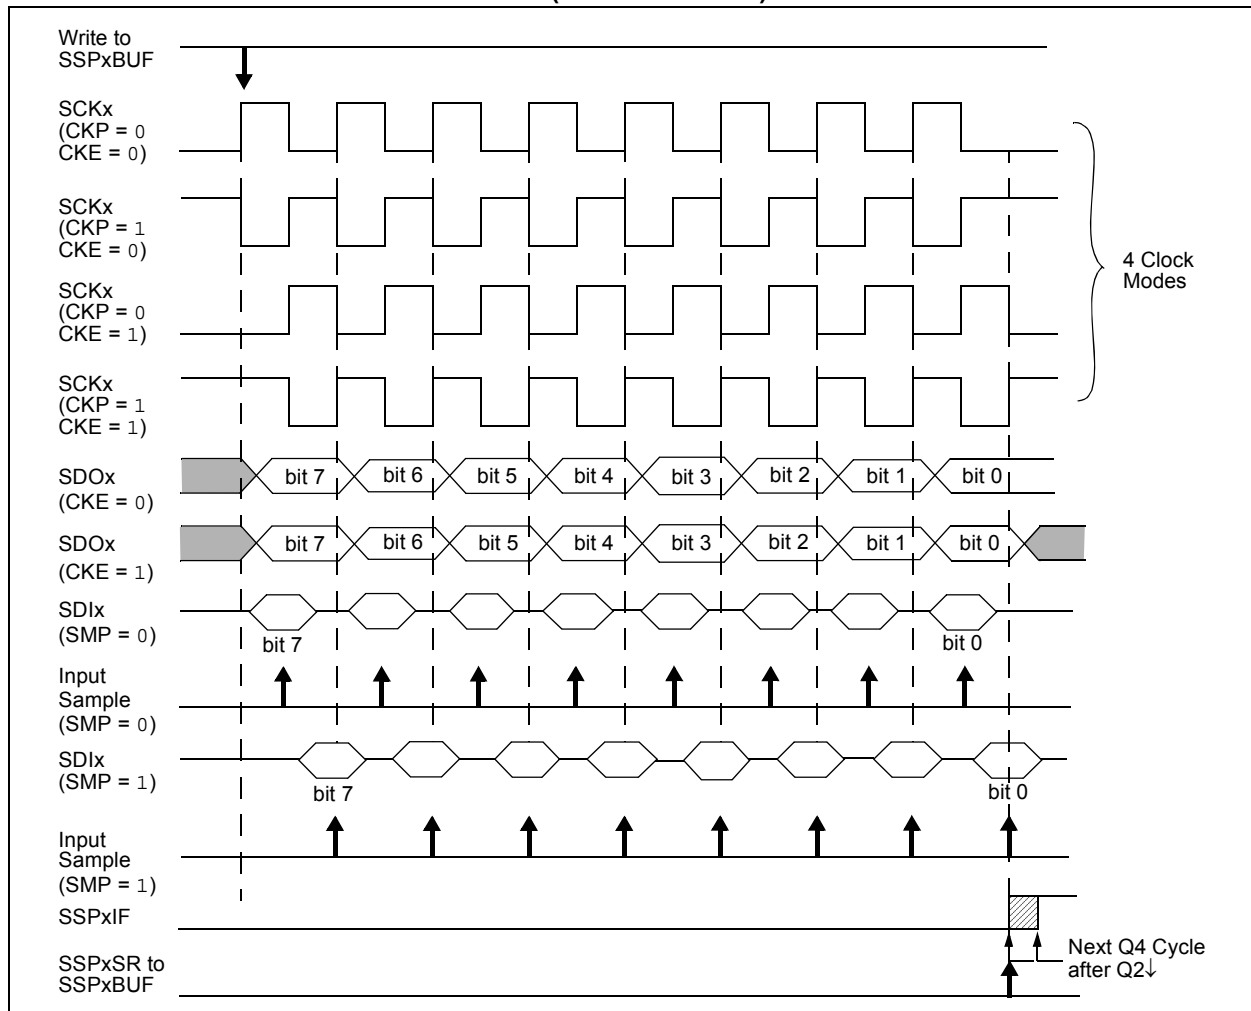 Write to
SSPxBUF
SCKx
(CKP = 0
CKE = 0)
SCKx
(CKP = 1
CKE = 0)
SCKx
(CKP = 0
CKE = 1)
SCKx
(CKP = 1
CKE = 1)
4 Clock
Modes
SDOx
(CKE = 0)
bit 7 bit 6 bit 5 bit 4 bit 3 bit 2 bit 1 bit 0
SDOx
(CKE = 1)
bit 7 bit 6 bit 5 bit 4 bit 3 bit 2 bit 1 bit 0
SDIx
(SMP = 0)
bit 7 bit 0
Input
Sample
(SMP = 0)
SDIx
(SMP = 1)
bit 7 bit 0
Input
Sample
(SMP = 1)
SSPxIF
SSPxSR to
SSPxBUF
Next Q4 Cycle
after Q2↓